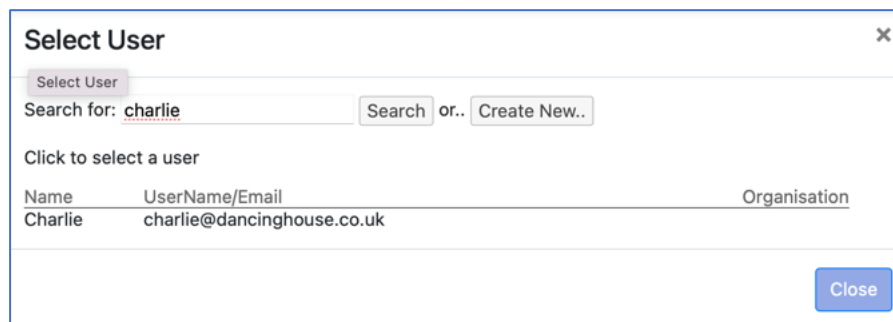 Select User ×
Select User
Search for: charlie Search or.. Create New..
Click to select a user
Name UserName/Email Organisation
Charlie charlie@dancinghouse.co.uk
Close